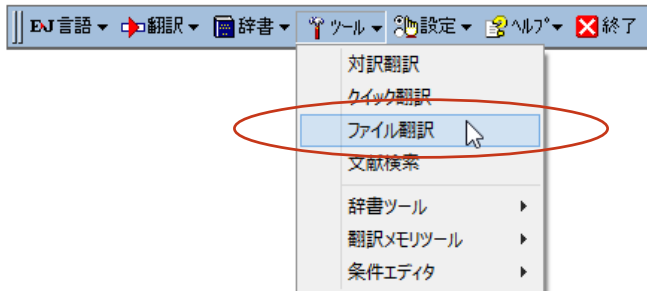 EJ 言語 翻訳 辞書 ツール 設定 ヘルプ 終了
対訳翻訳
クイック翻訳
ファイル翻訳
文献検索
辞書ツール
翻訳メモリツール
条件エディタ